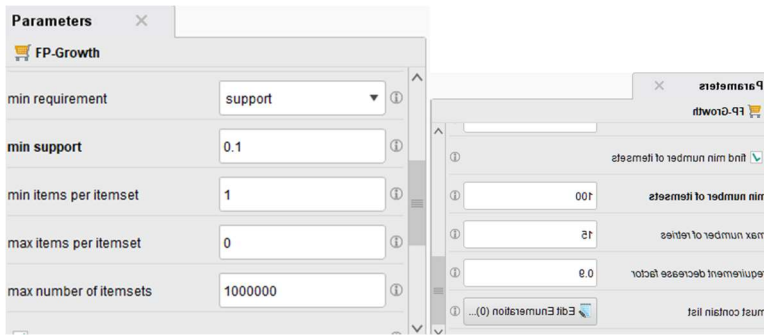 Parameters
FP-Growth
min requirement support
min support 0.1
min items per itemset 1
max items per itemset 0
max number of itemsets 1000000
Parameters
FP-Growth
find min number of itemsets
min number of itemsets 100
max number of retries 15
requirement decrease factor 0.9
must contain list Edit Enumeration (0)...